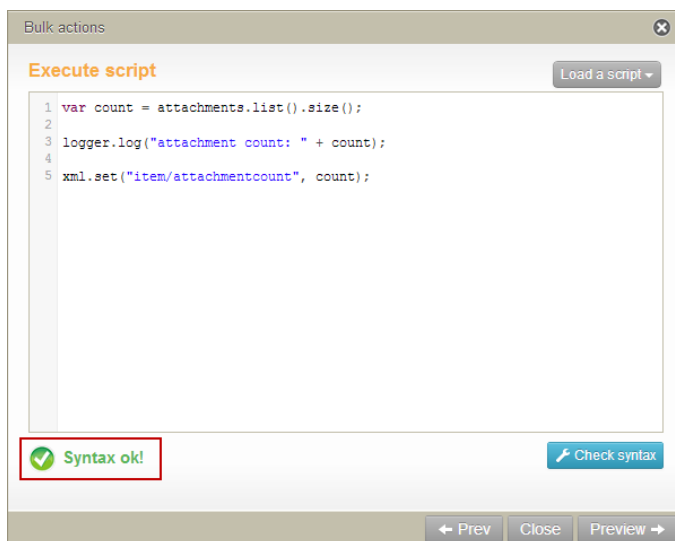 Bulk actions
Execute script
Load a script
1 var count = attachments.list().size();
2
3 logger.log("attachment count: " + count);
4
5 xml.set("item/attachmentcount", count);
Syntax ok!
Check syntax
← Prev
Close
Preview →